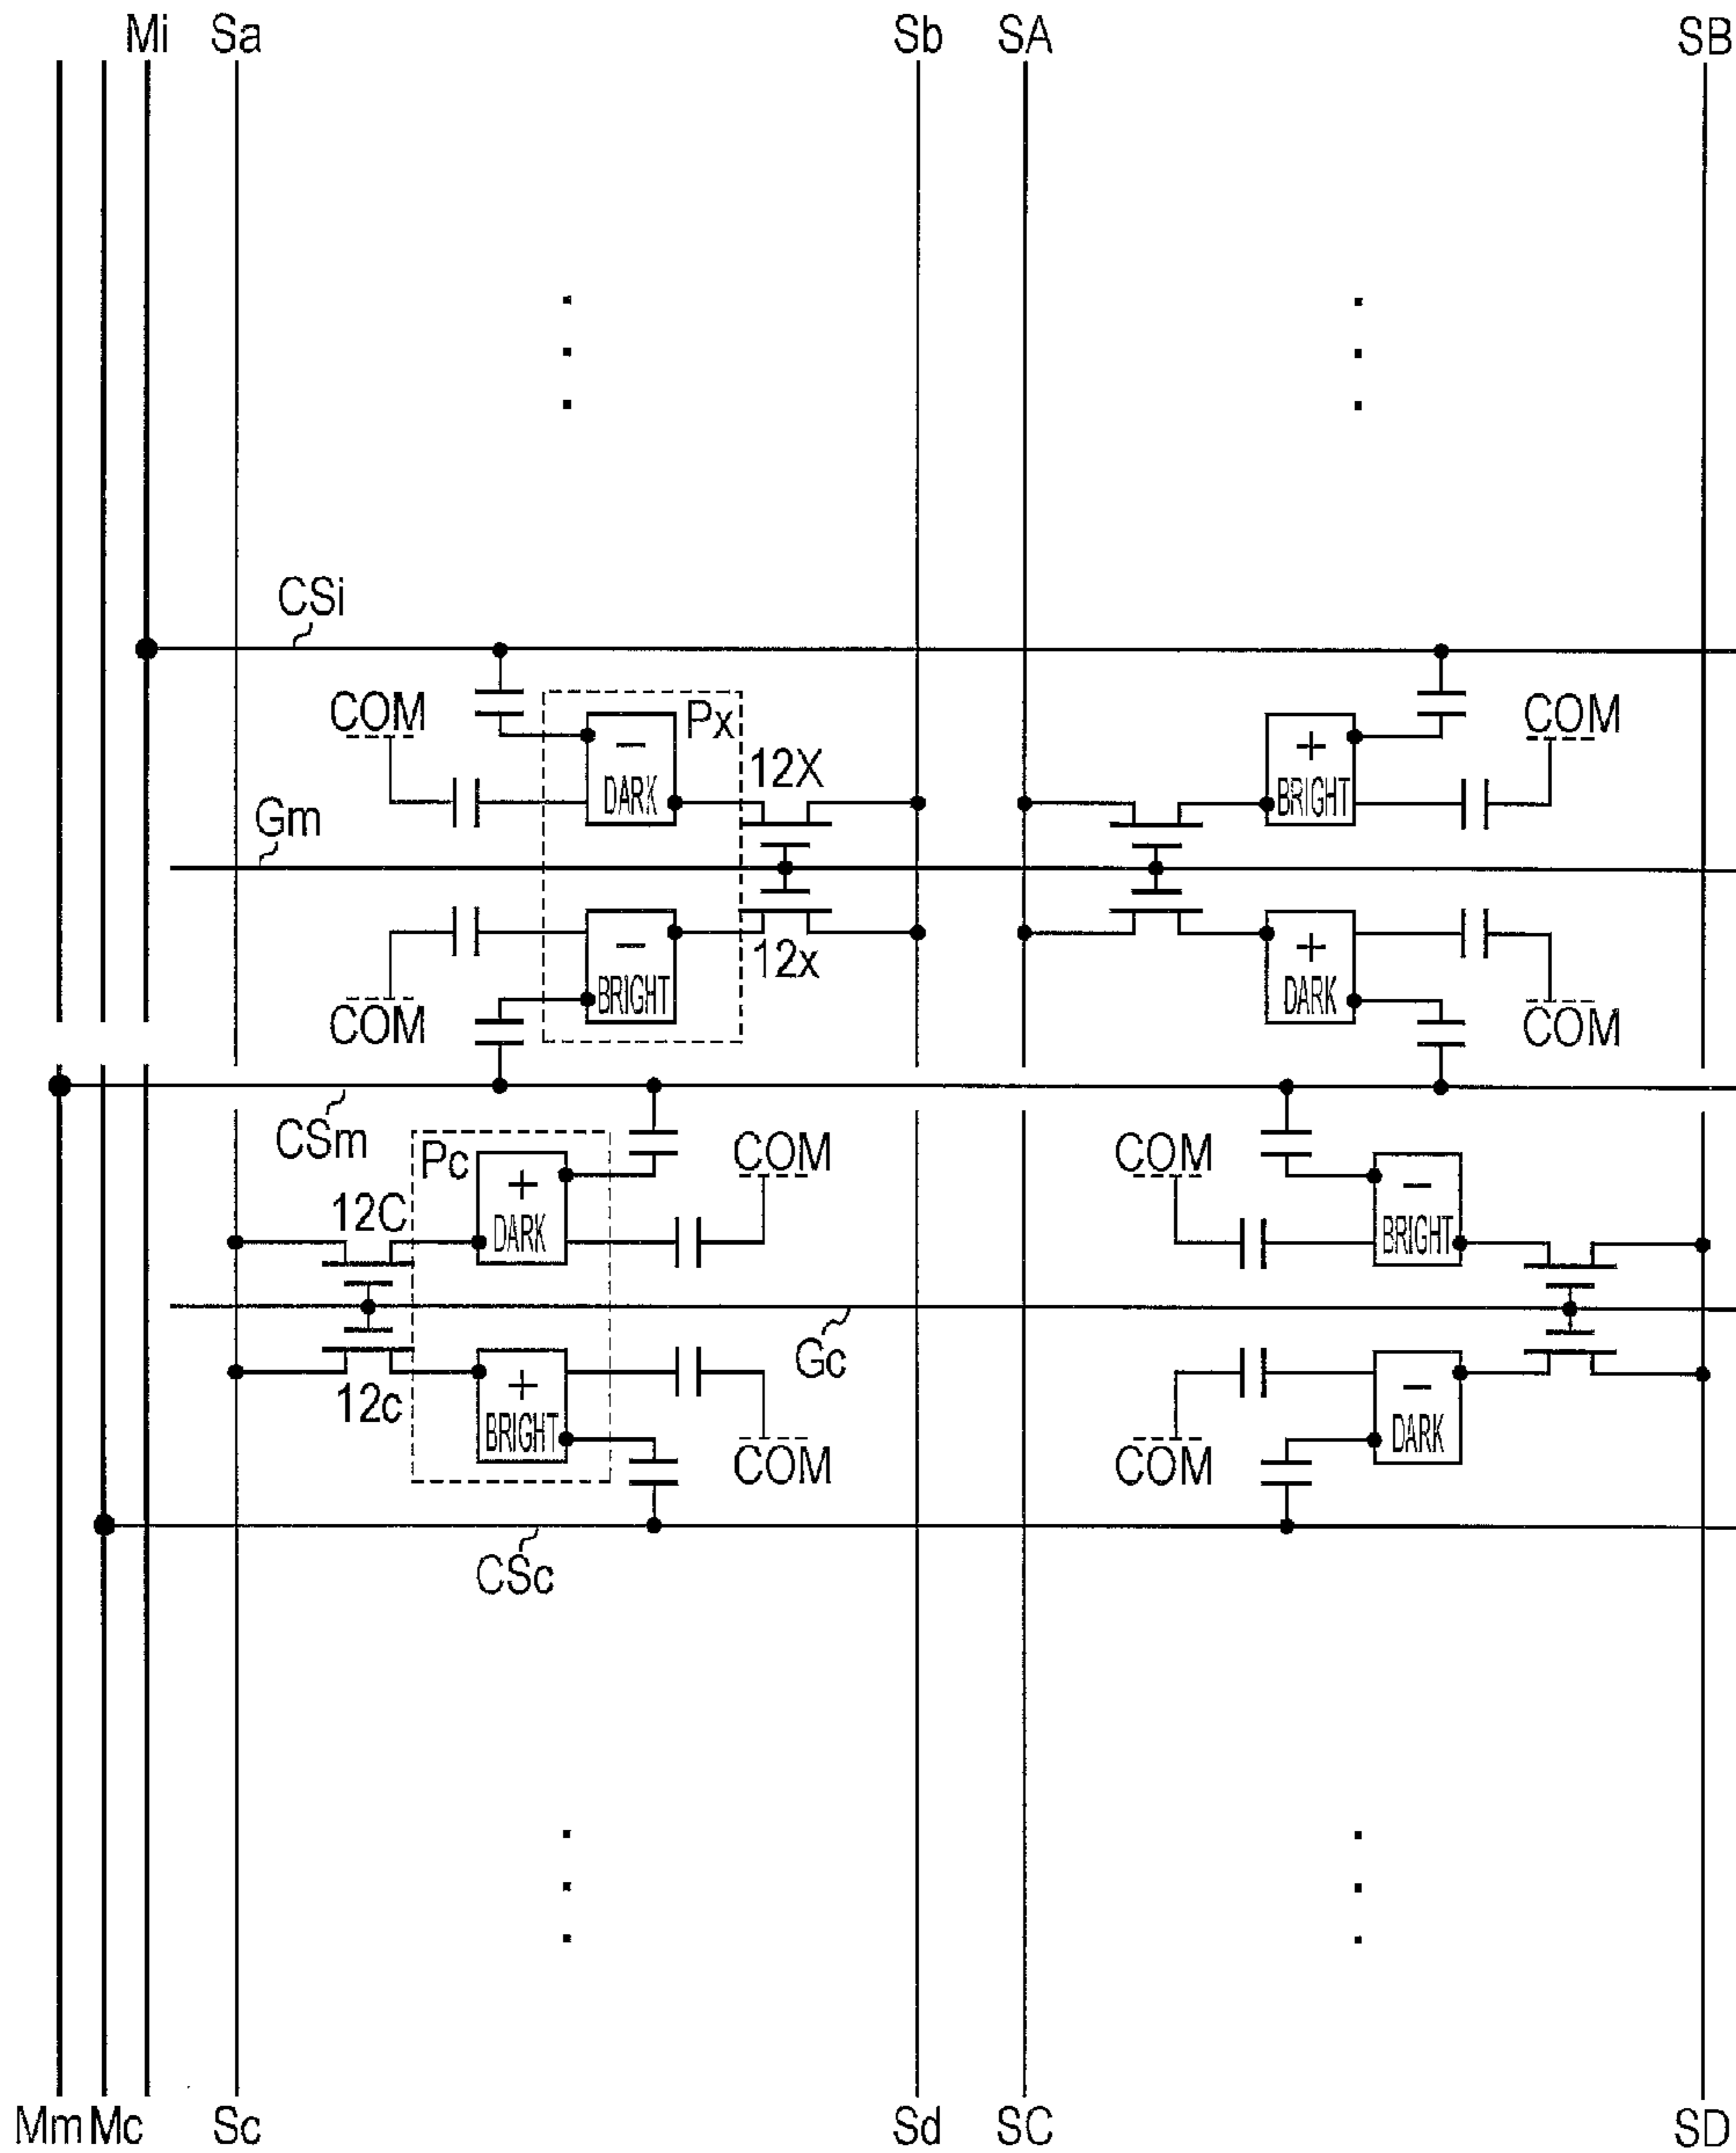 Mi Sa Sb SA SB
CSi
COM Px COM
− +
12X
DARK BRIGHT
Gm
− +
12x
BRIGHT DARK
COM COM
CSm
Pc COM COM
+ −
12C
DARK BRIGHT
Gc
+ −
12c
BRIGHT DARK
COM COM
CSc
Mm Mc Sc Sd SC SD